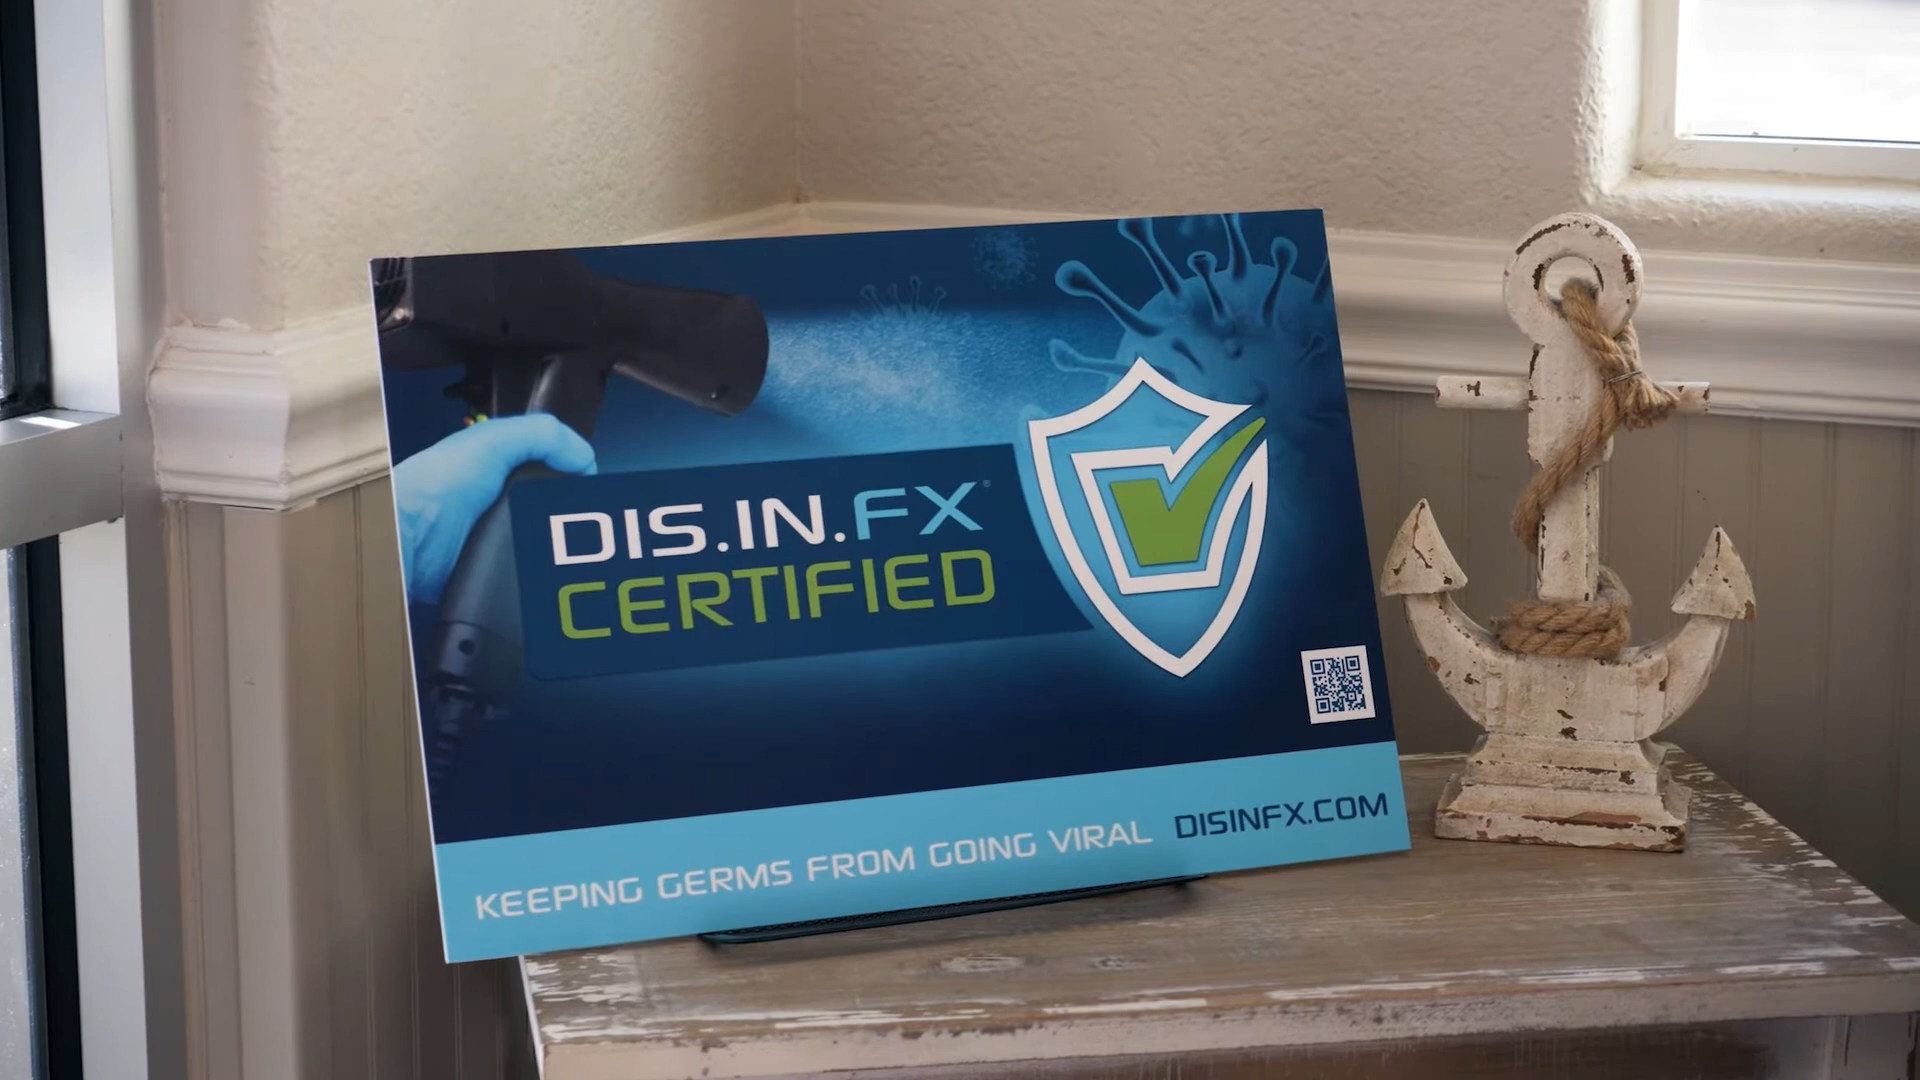 DIS.IN.FX®
CERTIFIED
KEEPING GERMS FROM GOING VIRAL DISINFX.COM